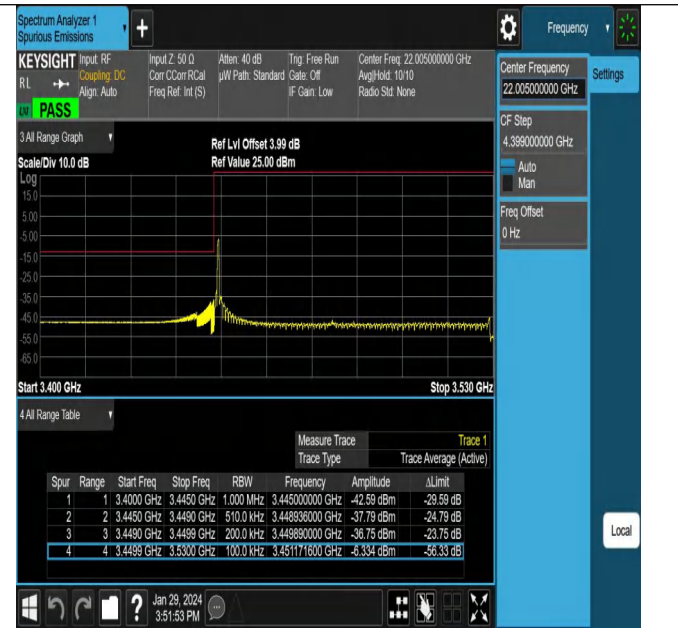 Spectrum Analyzer 1
Spurious Emissions
+
Frequency
KEYSIGHT Input: RF Input Z: 50 Ω Atten: 40 dB Trig: Free Run Center Freq: 22.005000000 GHz
RL Coupling: DC Corr CCorr RCal µW Path: Standard Gate: Off Avg|Hold: 10/10
Align: Auto Freq Ref: Int (S) IF Gain: Low Radio Std: None
PASS
Center Frequency
22.005000000 GHz
Settings
CF Step
4.399000000 GHz
Auto
Man
Freq Offset
0 Hz
3 All Range Graph
Ref Lvl Offset 3.99 dB
Scale/Div 10.0 dB Ref Value 25.00 dBm
Log
15.0
5.00
-5.00
-15.0
-25.0
-35.0
-45.0
-55.0
-65.0
Start 3.400 GHz Stop 3.530 GHz
4 All Range Table
Measure Trace Trace 1
Trace Type Trace Average (Active)
Spur Range Start Freq Stop Freq RBW Frequency Amplitude ΔLimit
1 1 3.4000 GHz 3.4450 GHz 1.000 MHz 3.445000000 GHz -42.59 dBm -29.59 dB
2 2 3.4450 GHz 3.4490 GHz 510.0 kHz 3.448936000 GHz -37.79 dBm -24.79 dB
3 3 3.4490 GHz 3.4499 GHz 200.0 kHz 3.449890000 GHz -36.75 dBm -23.75 dB
4 4 3.4499 GHz 3.5300 GHz 100.0 kHz 3.451171600 GHz -6.334 dBm -56.33 dB
Local
?
Jan 29, 2024
3:51:53 PM